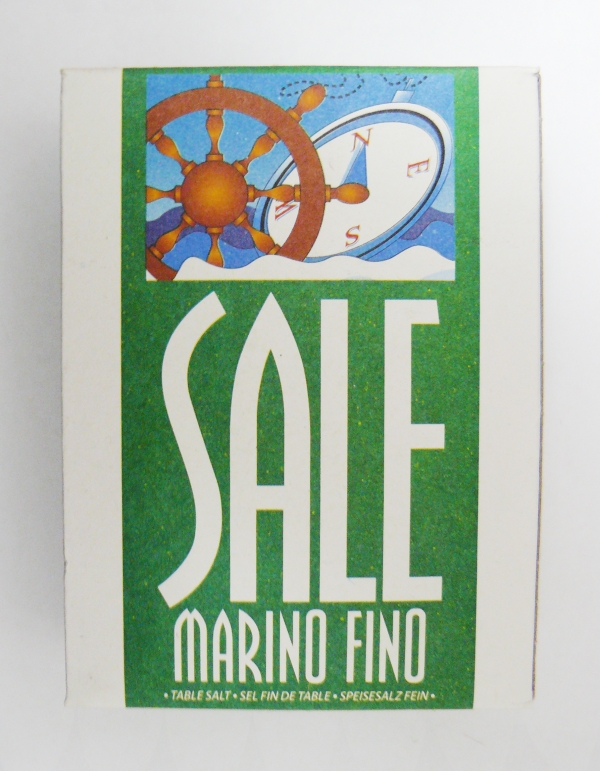 N
E
W
S
SALE
MARINO FINO
• TABLE SALT • SEL FIN DE TABLE • SPEISESALZ FEIN •